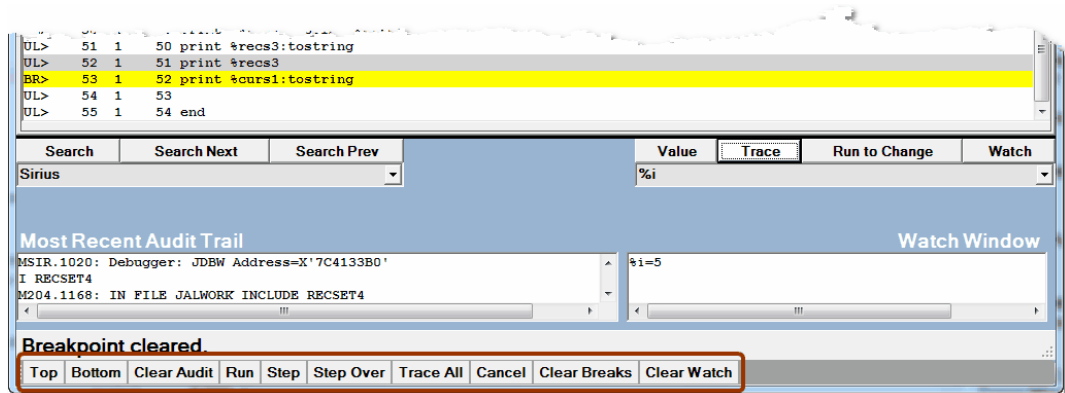 UL> 51 1 50 print %recs3:tostring
UL> 52 1 51 print %recs3
BR> 53 1 52 print %curs1:tostring
UL> 54 1 53
UL> 55 1 54 end
Search Search Next Search Prev Value Trace Run to Change Watch
Sirius %i
Most Recent Audit Trail Watch Window
MSIR.1020: Debugger: JDBW Address=X'7C4133B0' %i=5
I RECSET4
M204.1168: IN FILE JALWORK INCLUDE RECSET4
Breakpoint cleared.
Top Bottom Clear Audit Run Step Step Over Trace All Cancel Clear Breaks Clear Watch